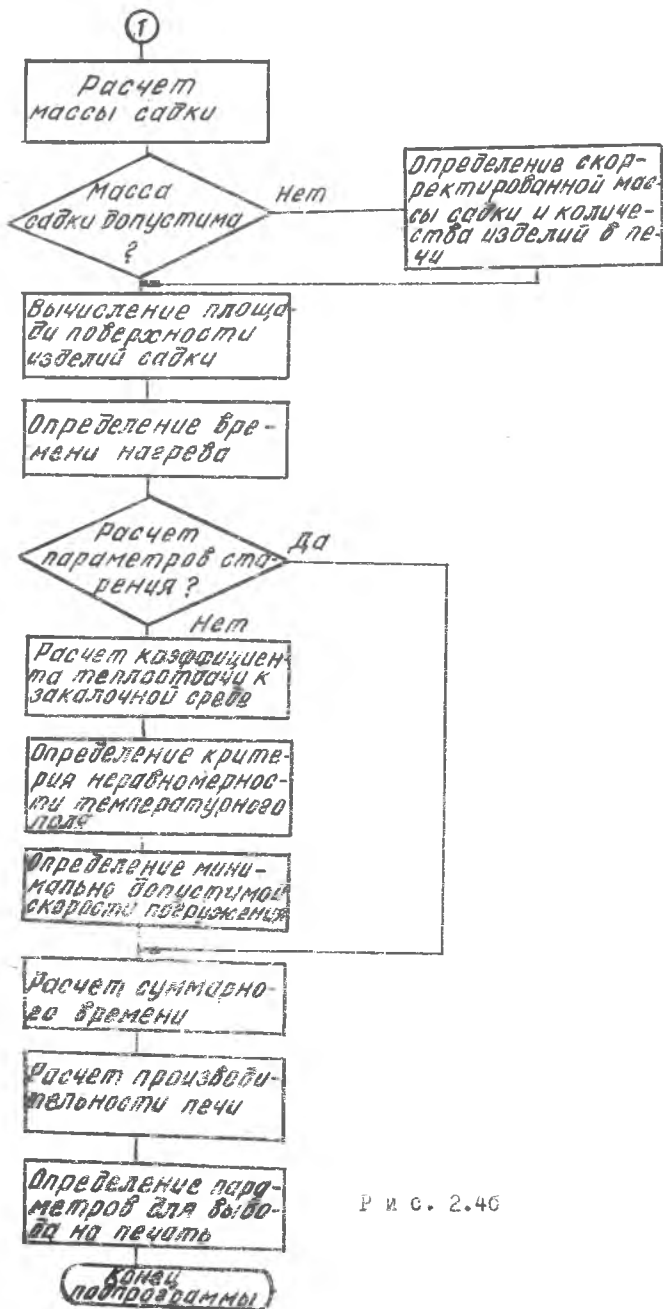 1
Расчет
массы садки
Масса
садки допустима
?
Нет
Определение скор-
ректированной мас-
сы садки и количе-
ства изделий в пе-
чи
Вычисление площа-
ди поверхности
изделий садки
Определение вре-
мени нагрева
Расчет
параметров ста-
рения?
Да
Нет
Расчет коэффициен-
та теплоотдачи к
закалочной среде
Определение крите-
рия неравномернос-
ти температурного
поля
Определение мини-
мально допустимой
скорости погружения
Расчет суммарно-
го времени
Расчет производи-
тельности печи
Определение пара-
метров для выво-
да на печать
Конец
подпрограммы
Р и с. 2.4б